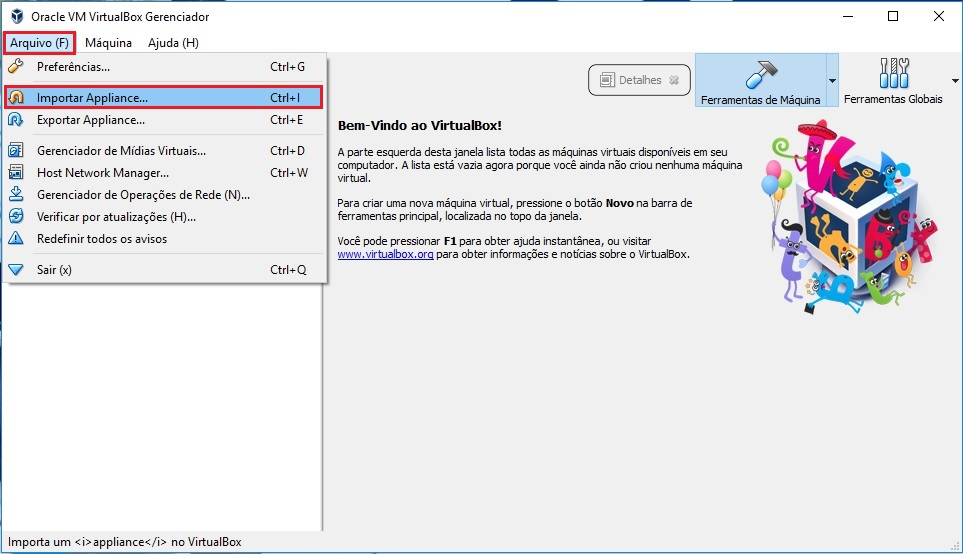 Oracle VM VirtualBox Gerenciador
Arquivo (F) Máquina Ajuda (H)
Preferências... Ctrl+G
Importar Appliance... Ctrl+I
Exportar Appliance... Ctrl+E
Gerenciador de Mídias Virtuais... Ctrl+D
Host Network Manager... Ctrl+W
Gerenciador de Operações de Rede (N)...
Verificar por atualizações (H)...
Redefinir todos os avisos
Sair (x) Ctrl+Q
Detalhes
Ferramentas de Máquina
Ferramentas Globais
Bem-Vindo ao VirtualBox!
A parte esquerda desta janela lista todas as máquinas virtuais disponíveis em seu
computador. A lista está vazia agora porque você ainda não criou nenhuma máquina
virtual.
Para criar uma nova máquina virtual, pressione o botão Novo na barra de
ferramentas principal, localizada no topo da janela.
Você pode pressionar F1 para obter ajuda instantânea, ou visitar
www.virtualbox.org para obter informações e notícias sobre o VirtualBox.
Importa um <i>appliance</i> no VirtualBox